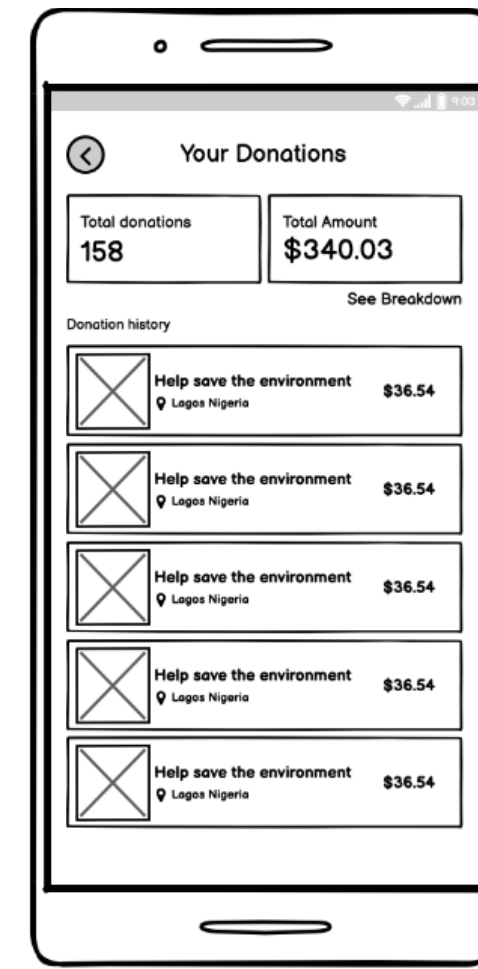 9:03
Your Donations
Total donations
158
Total Amount
$340.03
See Breakdown
Donation history
Help save the environment
Lagos Nigeria
$36.54
Help save the environment
Lagos Nigeria
$36.54
Help save the environment
Lagos Nigeria
$36.54
Help save the environment
Lagos Nigeria
$36.54
Help save the environment
Lagos Nigeria
$36.54